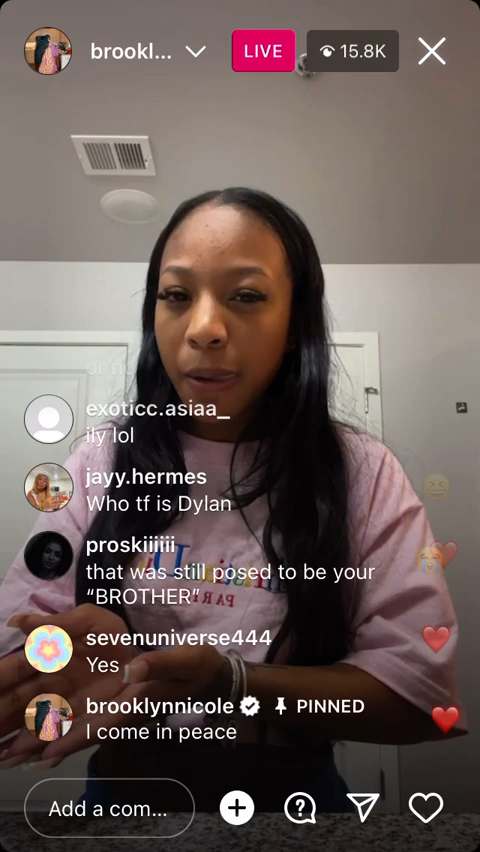 brookl...
LIVE
15.8K
exoticc.asiaa_
ily lol
jayy.hermes
Who tf is Dylan
proskiiiiii
that was still posed to be your
“BROTHER”
sevenuniverse444
Yes
brooklynnicole PINNED
I come in peace
Add a com...